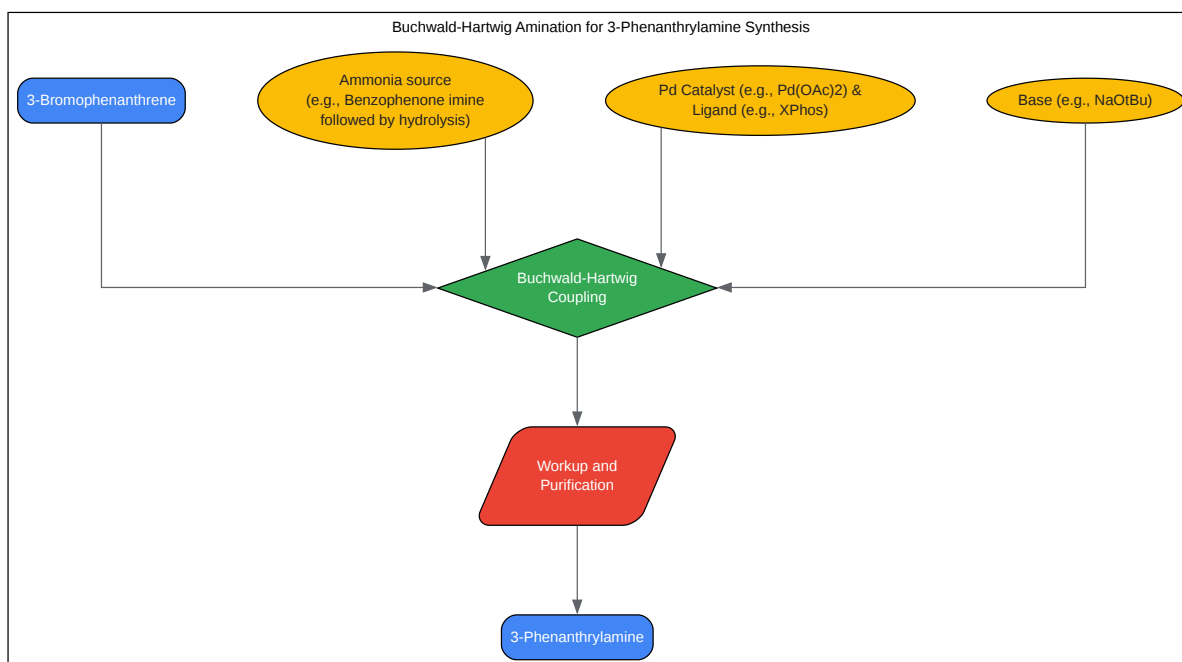 Buchwald-Hartwig Amination for 3-Phenanthrylamine Synthesis
3-Bromophenanthrene
Ammonia source
(e.g., Benzophenone imine
followed by hydrolysis)
Pd Catalyst (e.g., Pd(OAc)2) &
Ligand (e.g., XPhos)
Base (e.g., NaOtBu)
Buchwald-Hartwig
Coupling
Workup and
Purification
3-Phenanthrylamine